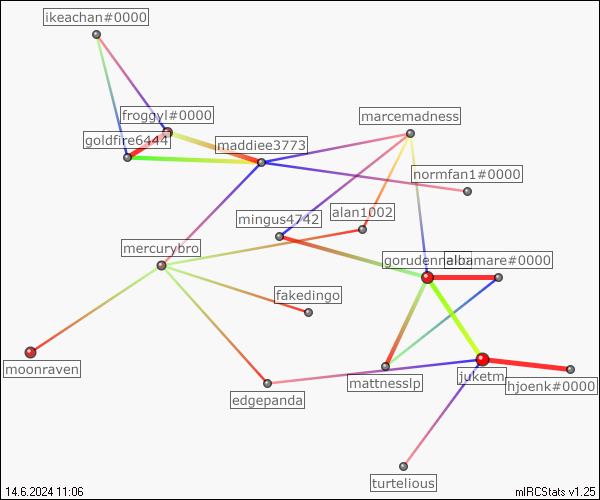 ikeachan#0000
froggyl#0000
marcemadness
goldfire6444
maddiee3773
normfan1#0000
alan1002
mingus4742
mercurybro
albamare#0000
fakedingo
moonraven
mattnesslp
juketm
hjoenk#0000
edgepanda
turtelious
14.6.2024 11:06
mIRCStats v1.25